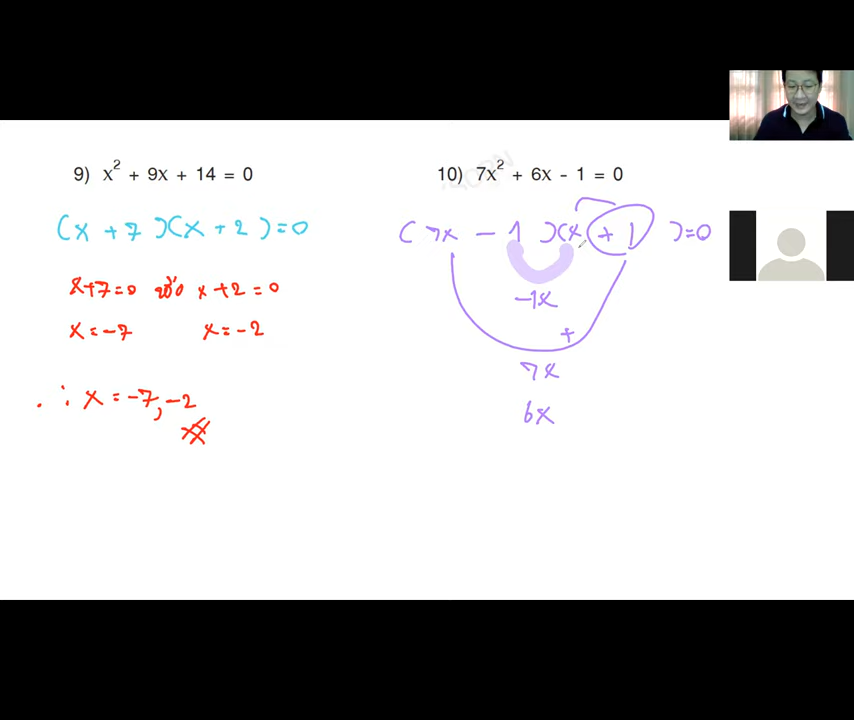 9) x² + 9x + 14 = 0
(x + 7)(x + 2) = 0
x+7=0 หรือ x+2=0
x=-7 x=-2
∴ x = -7, -2
10) 7x² + 6x - 1 = 0
(7x - 1)(x + 1) = 0
-1x
+
7x
6x